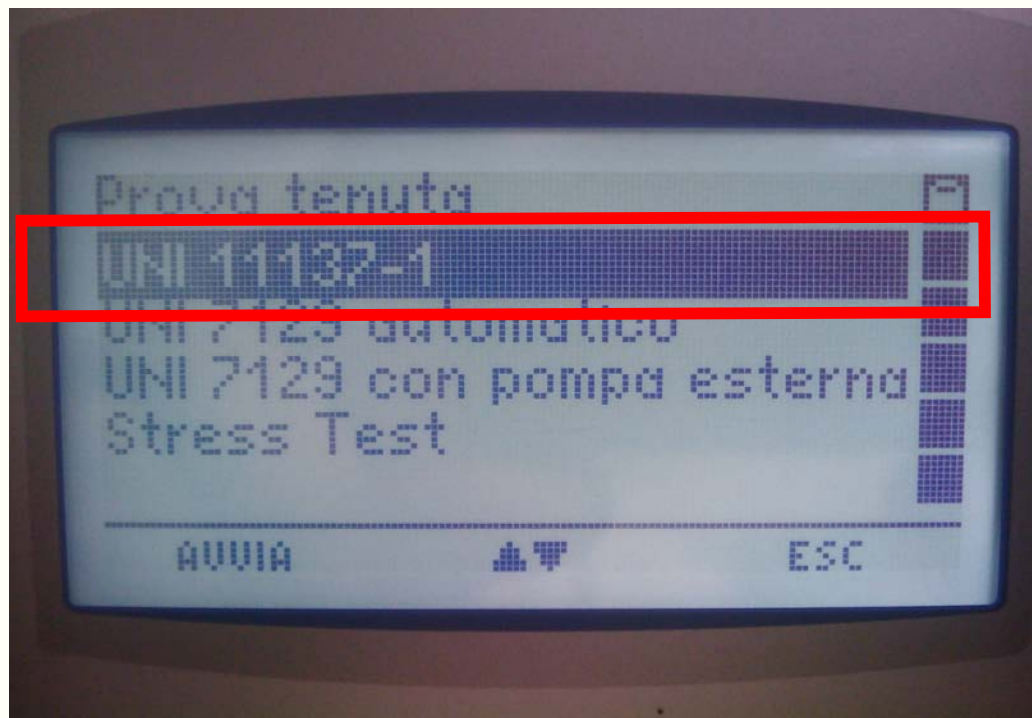 Prova tenuta
UNI 11137-1
UNI 7129 automatico
UNI 7129 con pompa esterna
Stress Test
AVVIA ESC